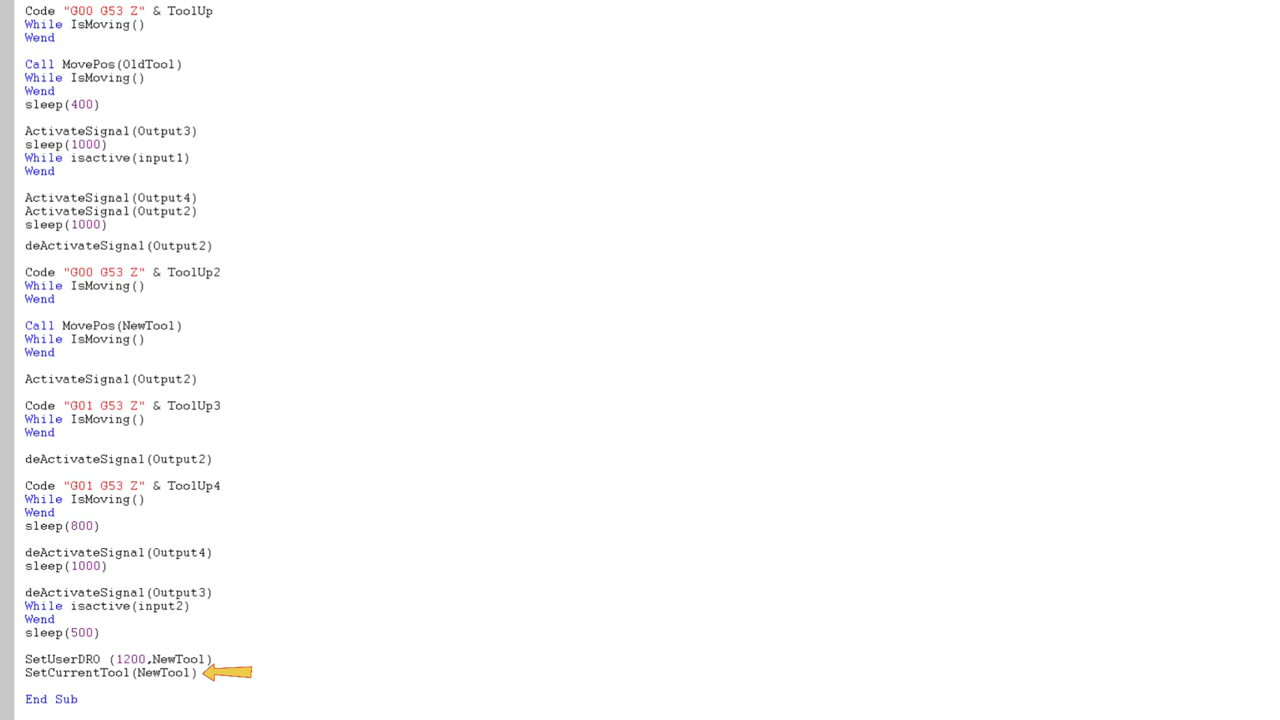 Code "G00 G53 Z" & ToolUp
While IsMoving()
Wend
Call MovePos(OldTool)
While IsMoving()
Wend
sleep(400)
ActivateSignal(Output3)
sleep(1000)
While isactive(input1)
Wend
ActivateSignal(Output4)
ActivateSignal(Output2)
sleep(1000)
deActivateSignal(Output2)
Code "G00 G53 Z" & ToolUp2
While IsMoving()
Wend
Call MovePos(NewTool)
While IsMoving()
Wend
ActivateSignal(Output2)
Code "G01 G53 Z" & ToolUp3
While IsMoving()
Wend
deActivateSignal(Output2)
Code "G01 G53 Z" & ToolUp4
While IsMoving()
Wend
sleep(800)
deActivateSignal(Output4)
sleep(1000)
deActivateSignal(Output3)
While isactive(input2)
Wend
sleep(500)
SetUserDRO (1200,NewTool)
SetCurrentTool(NewTool)
End Sub